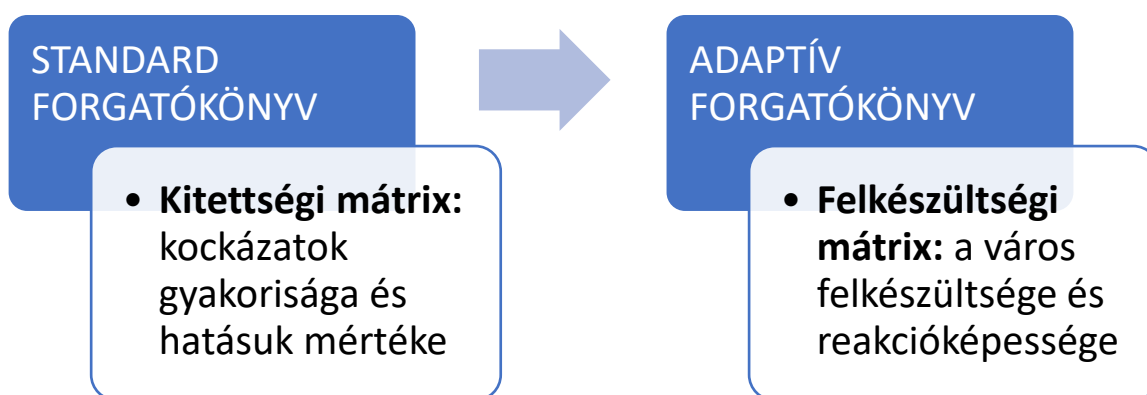 STANDARD
FORGATÓKÖNYV
• Kitettségi mátrix:
kockázatok
gyakorisága és
hatásuk mértéke
ADAPTÍV
FORGATÓKÖNYV
• Felkészültségi
mátrix: a város
felkészültsége és
reakcióképessége